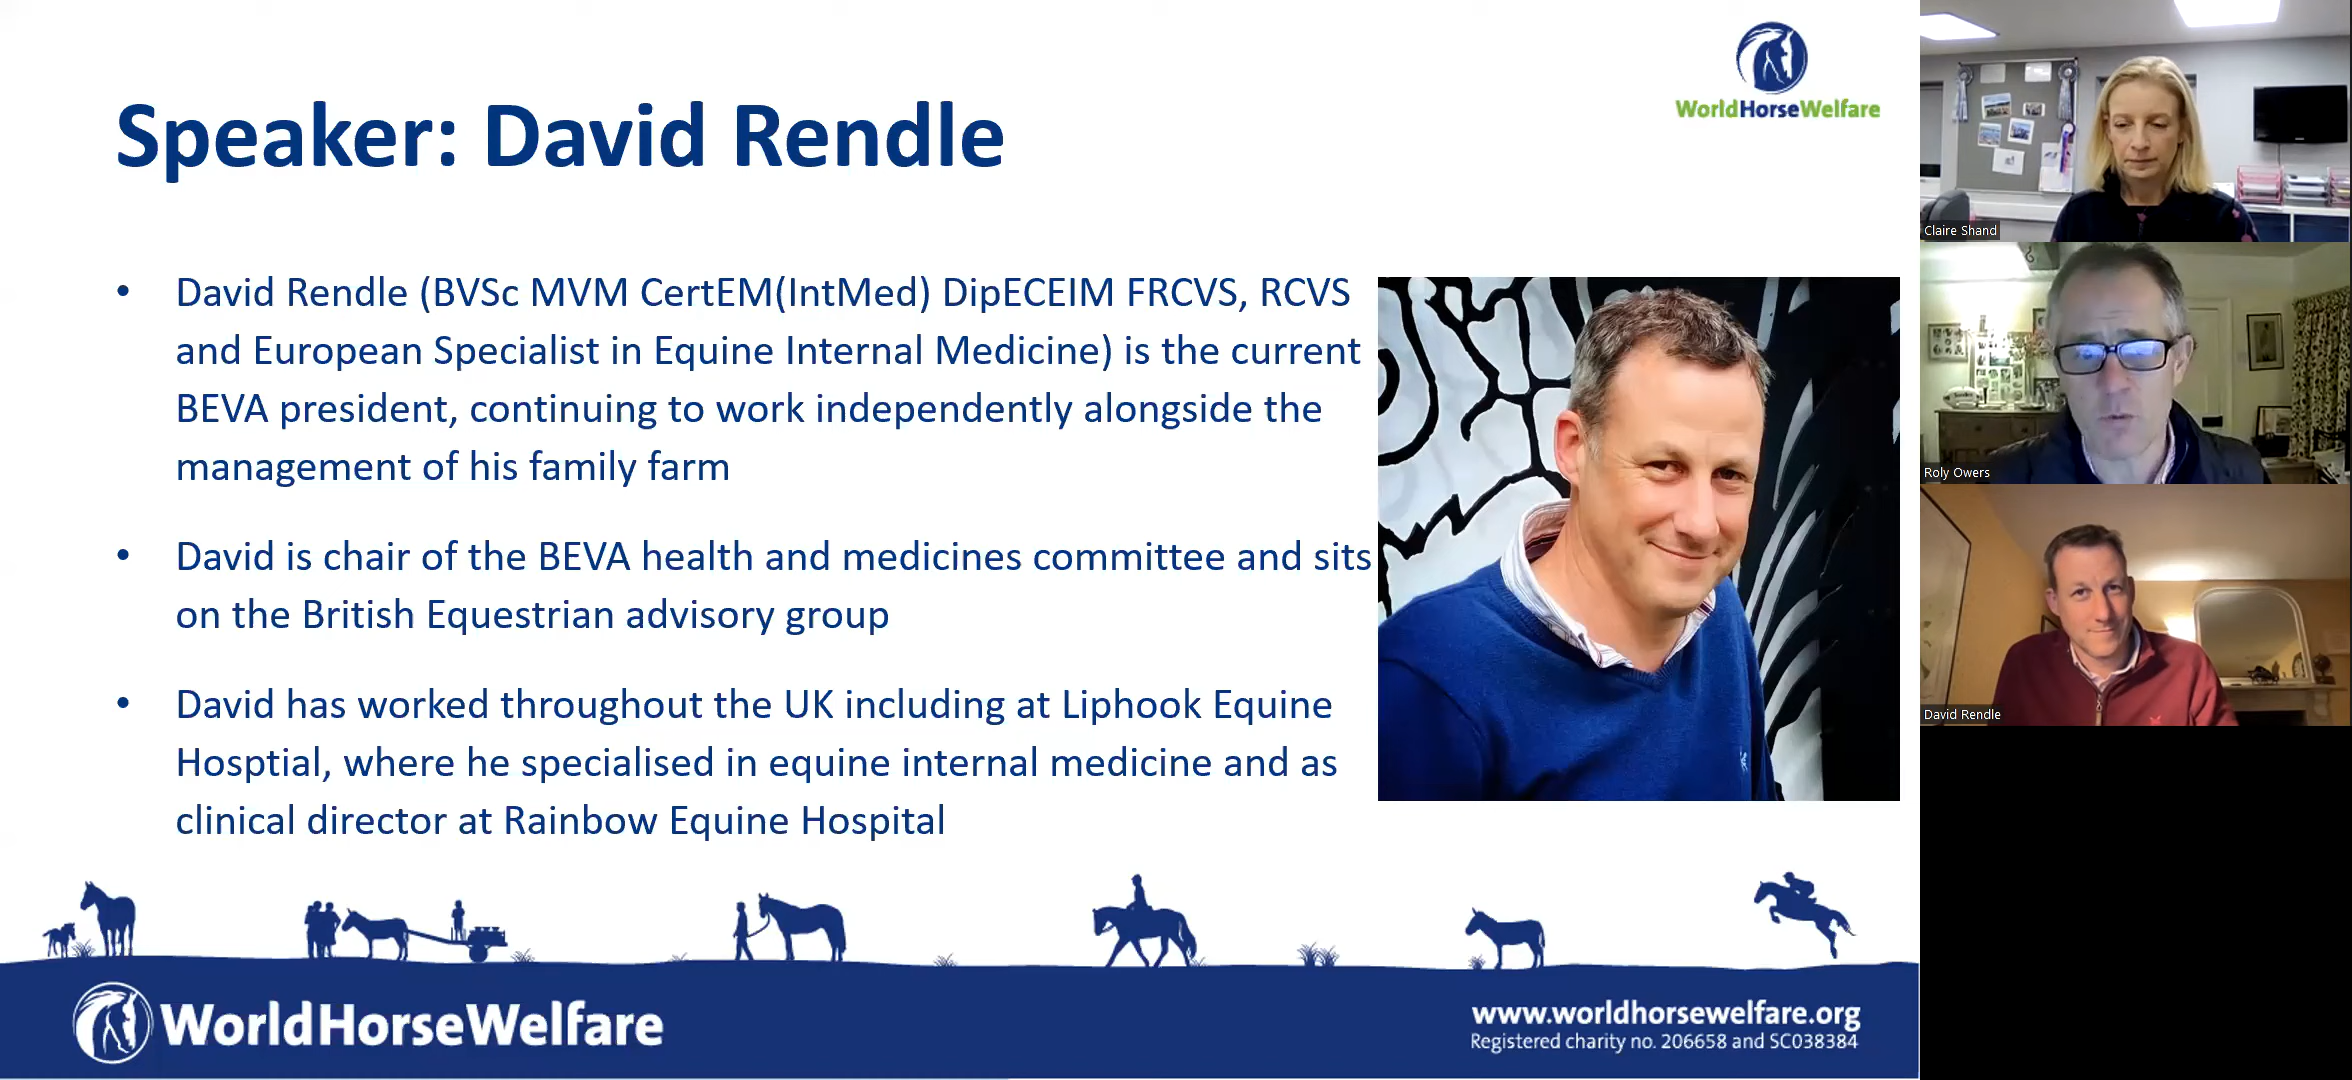 WorldHorseWelfare
Speaker: David Rendle
• David Rendle (BVSc MVM CertEM(IntMed) DipECEIM FRCVS, RCVS
and European Specialist in Equine Internal Medicine) is the current
BEVA president, continuing to work independently alongside the
management of his family farm
• David is chair of the BEVA health and medicines committee and sits
on the British Equestrian advisory group
• David has worked throughout the UK including at Liphook Equine
Hosptial, where he specialised in equine internal medicine and as
clinical director at Rainbow Equine Hospital
WorldHorseWelfare
www.worldhorsewelfare.org
Registered charity no. 206658 and SC038384
Claire Shand
Roly Owers
David Rendle